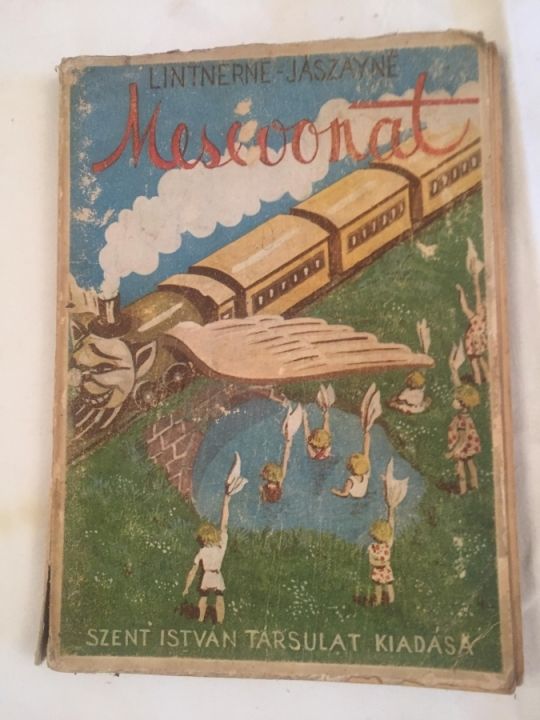 LINTNERNÉ-JÁSZAYNÉ
Mesevonat
SZENT ISTVÁN TÁRSULAT KIADÁSA